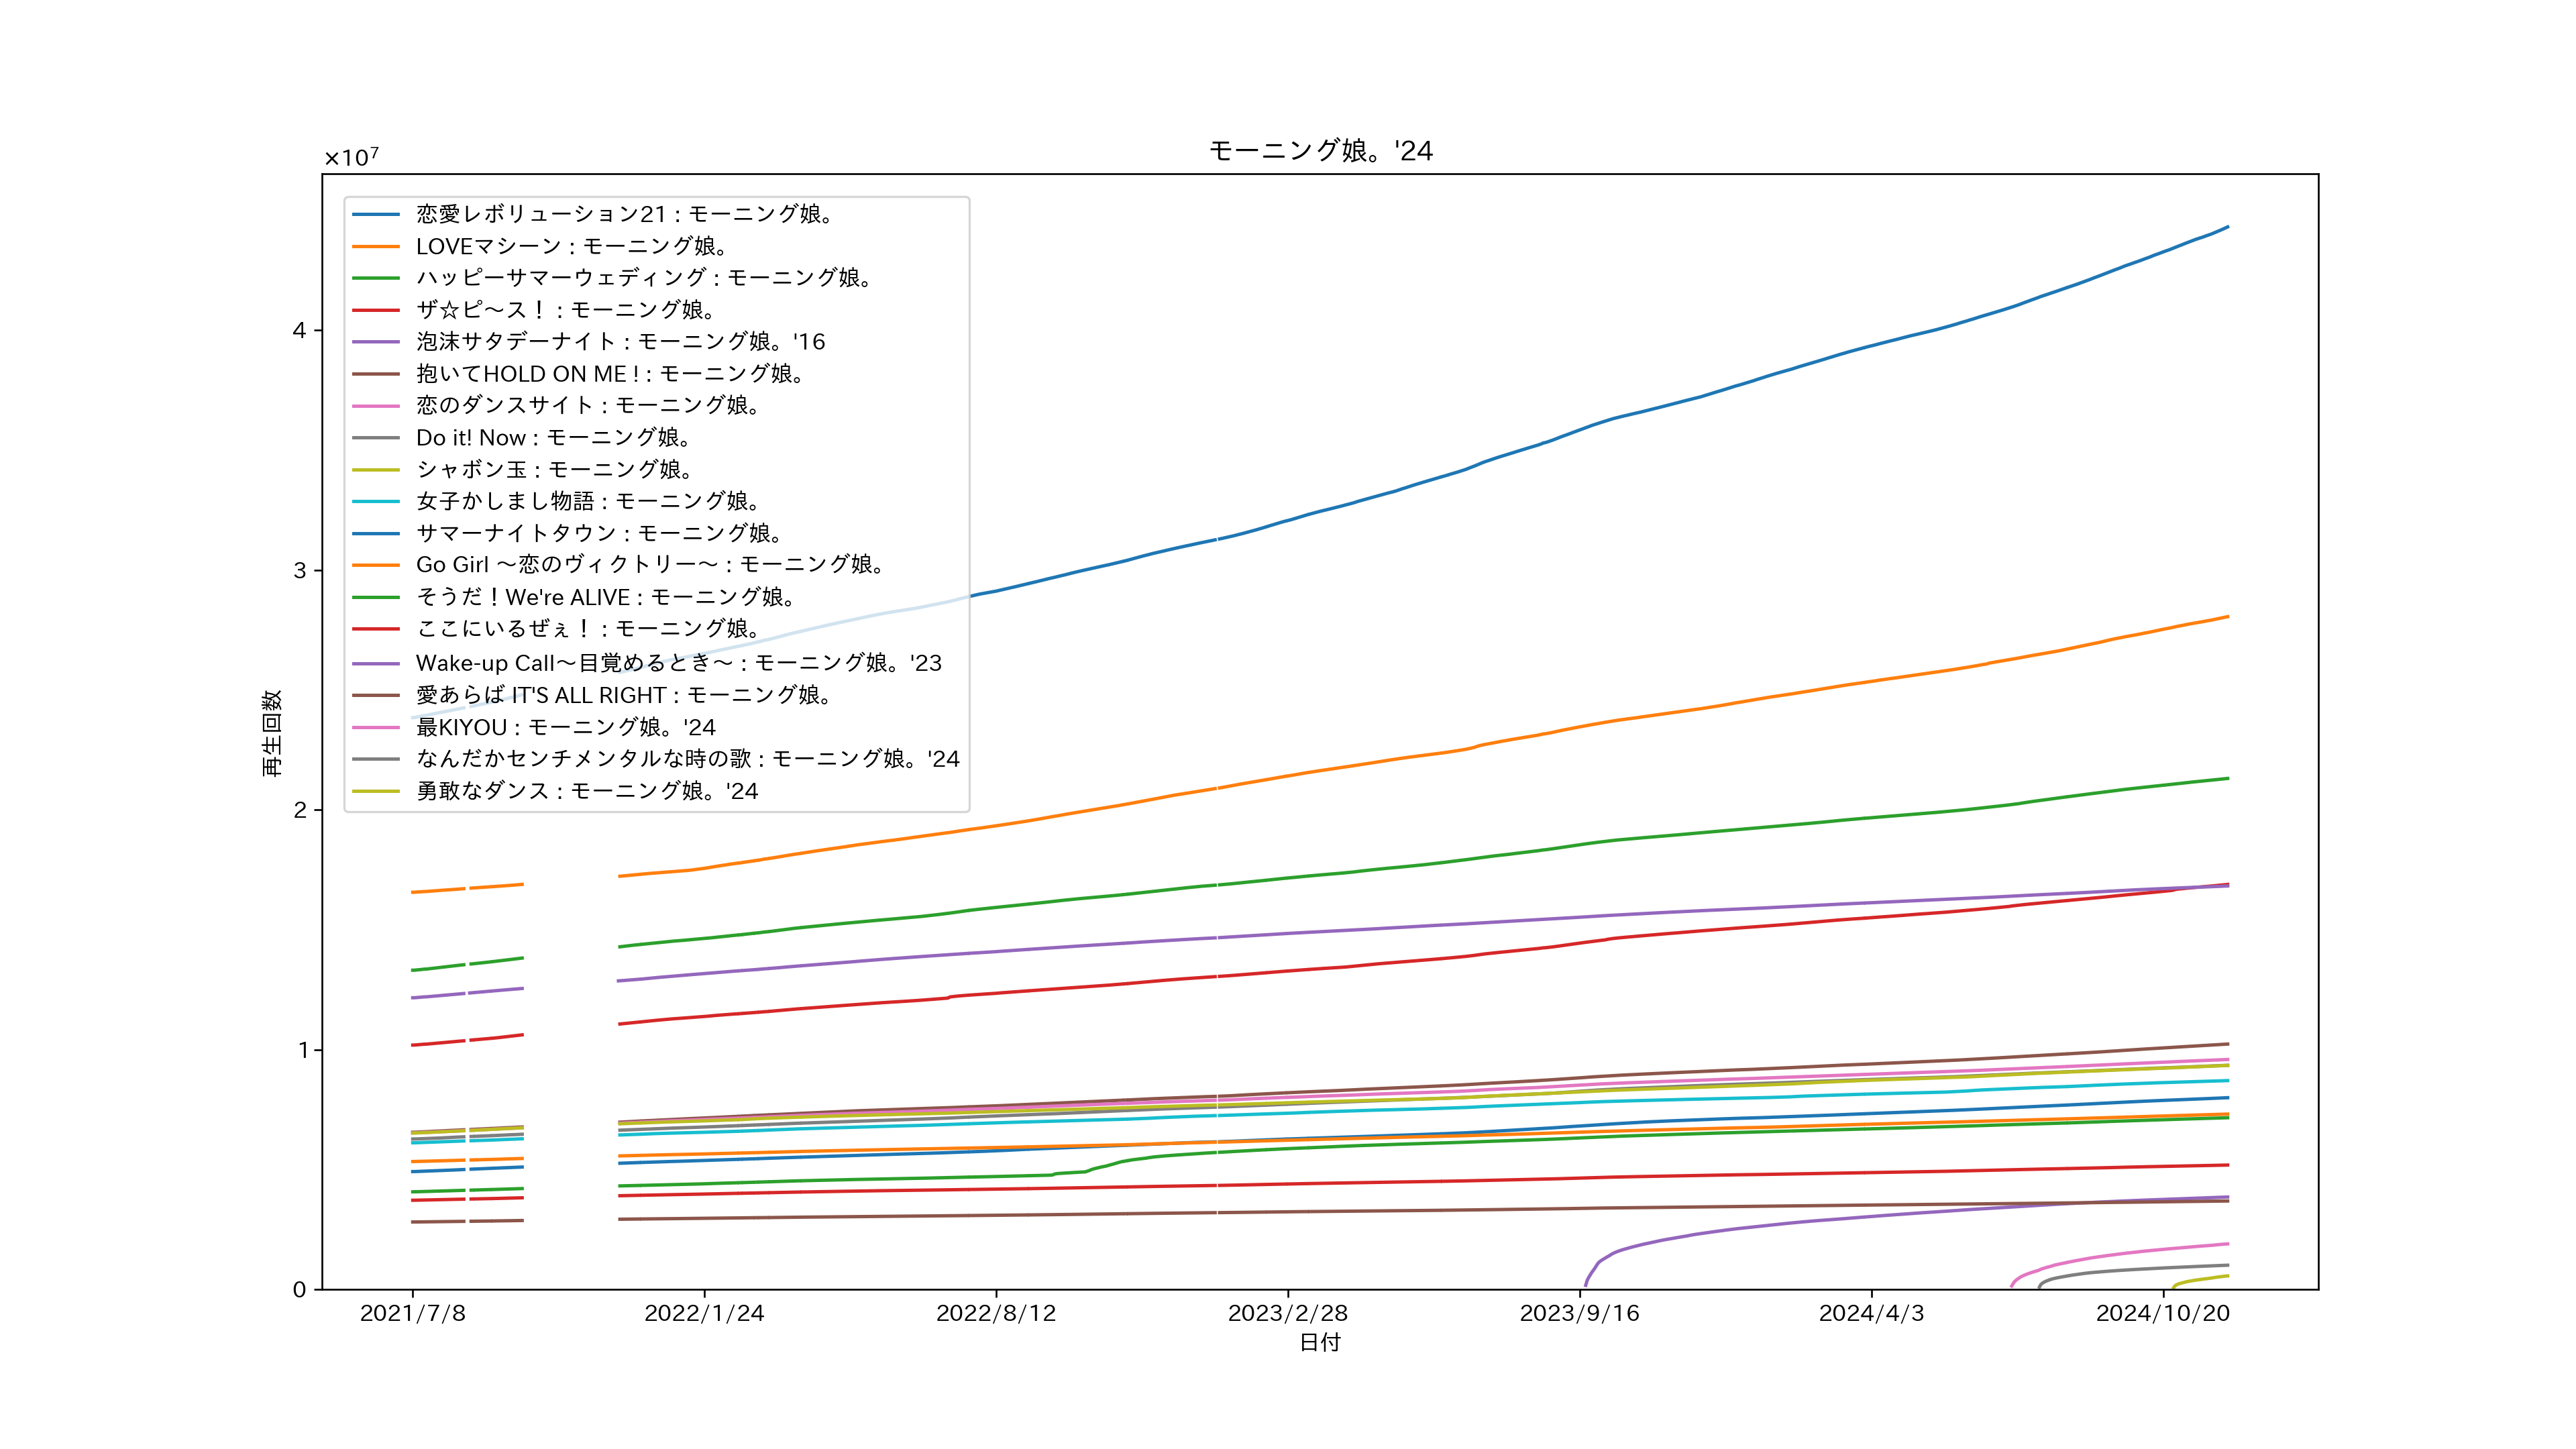 モーニング娘。'24
×10⁷
恋愛レボリューション21 : モーニング娘。
LOVEマシーン : モーニング娘。
ハッピーサマーウェディング : モーニング娘。
ザ☆ピ〜ス！ : モーニング娘。
泡沫サタデーナイト : モーニング娘。'16
抱いてHOLD ON ME ! : モーニング娘。
恋のダンスサイト : モーニング娘。
Do it! Now : モーニング娘。
シャボン玉 : モーニング娘。
女子かしまし物語 : モーニング娘。
サマーナイトタウン : モーニング娘。
Go Girl 〜恋のヴィクトリー〜 : モーニング娘。
そうだ！We're ALIVE : モーニング娘。
ここにいるぜぇ！ : モーニング娘。
Wake-up Call〜目覚めるとき〜 : モーニング娘。'23
愛あらば IT'S ALL RIGHT : モーニング娘。
最KIYOU : モーニング娘。'24
なんだかセンチメンタルな時の歌 : モーニング娘。'24
勇敢なダンス : モーニング娘。'24
再生回数
4
3
2
1
0
2021/7/8
2022/1/24
2022/8/12
2023/2/28
2023/9/16
2024/4/3
2024/10/20
日付